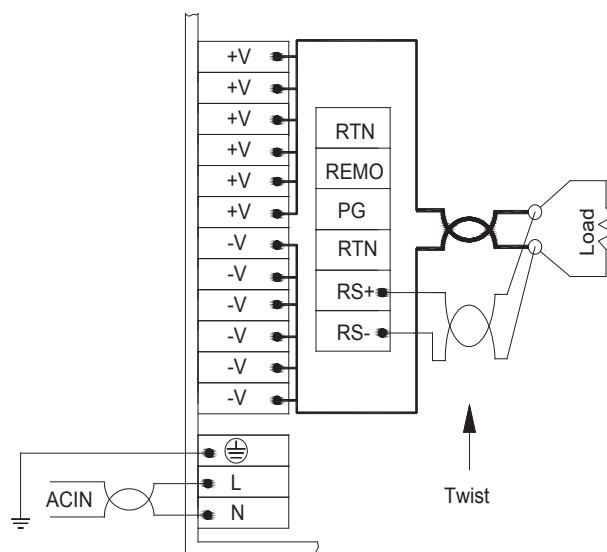 +V
+V
+V
+V
+V
+V
-V
-V
-V
-V
-V
-V
RTN
REMO
PG
RTN
RS+
RS-
Load
Twist
L
N
ACIN